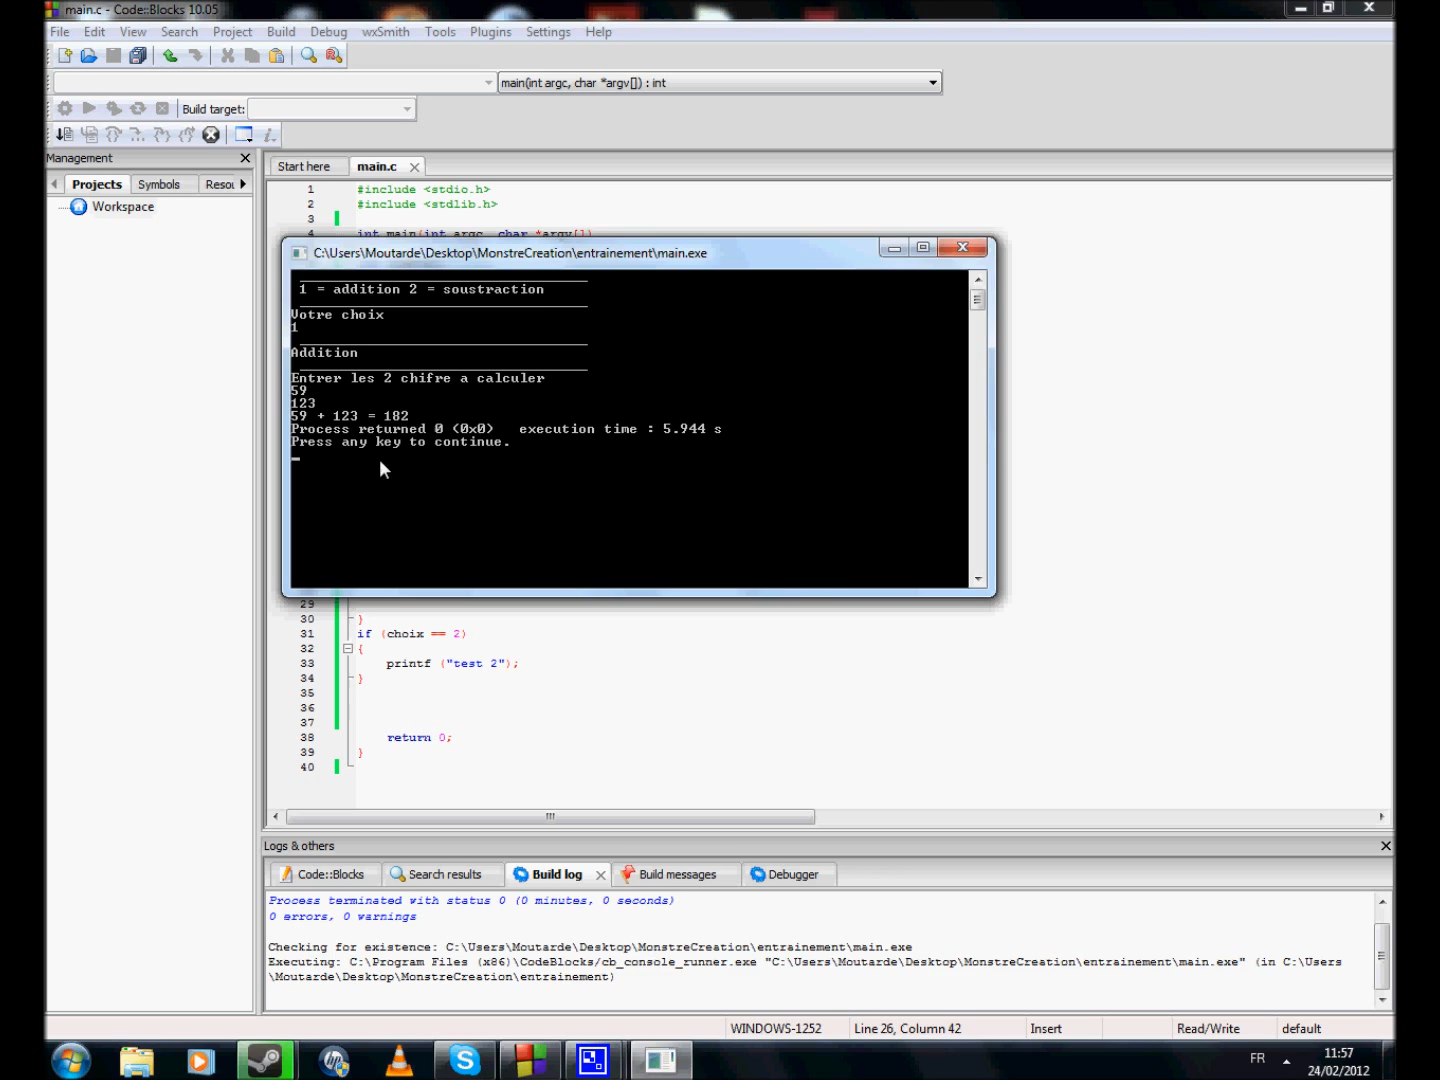 main.c - Code::Blocks 10.05
File Edit View Search Project Build Debug wxSmith Tools Plugins Settings Help
main(int argc, char *argv[]) : int
Build target:
Management
Projects Symbols Resou
Workspace
Start here main.c
1 #include <stdio.h>
2 #include <stdlib.h>
3
4 int main(int argc, char *argv[])
C:\Users\Moutarde\Desktop\MonstreCreation\entrainement\main.exe
1 = addition 2 = soustraction
Votre choix
1
Addition
Entrer les 2 chifre a calculer
59
123
59 + 123 = 182
Process returned 0 (0x0) execution time : 5.944 s
Press any key to continue.
29
30 }
31 if (choix == 2)
32 {
33 printf ("test 2");
34 }
35
36
37
38 return 0;
39 }
40
Logs & others
Code::Blocks Search results Build log Build messages Debugger
Process terminated with status 0 (0 minutes, 0 seconds)
0 errors, 0 warnings
Checking for existence: C:\Users\Moutarde\Desktop\MonstreCreation\entrainement\main.exe
Executing: C:\Program Files (x86)\CodeBlocks/cb_console_runner.exe "C:\Users\Moutarde\Desktop\MonstreCreation\entrainement\main.exe" (in C:\Users
\Moutarde\Desktop\MonstreCreation\entrainement)
WINDOWS-1252 Line 26, Column 42 Insert Read/Write default
FR 11:57
24/02/2012